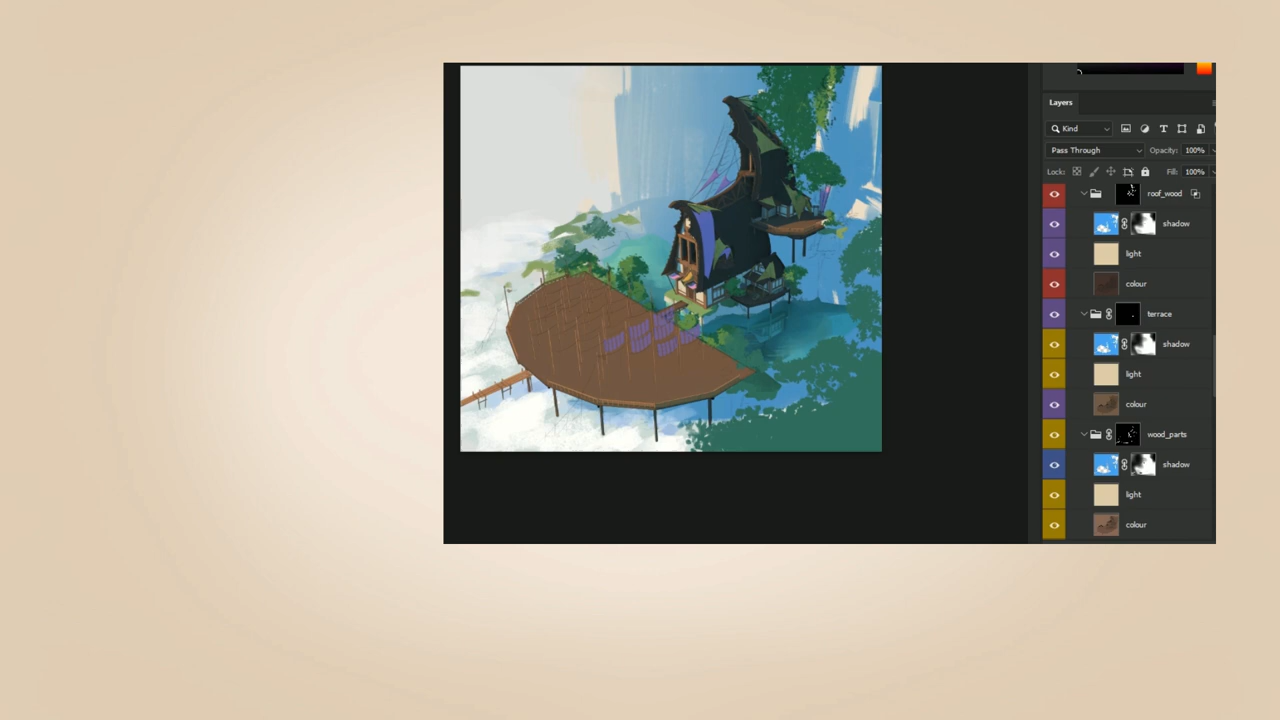 Layers
Kind
Pass Through Opacity: 100%
Lock: Fill: 100%
roof_wood
shadow
light
colour
terrace
shadow
light
colour
wood_parts
shadow
light
colour